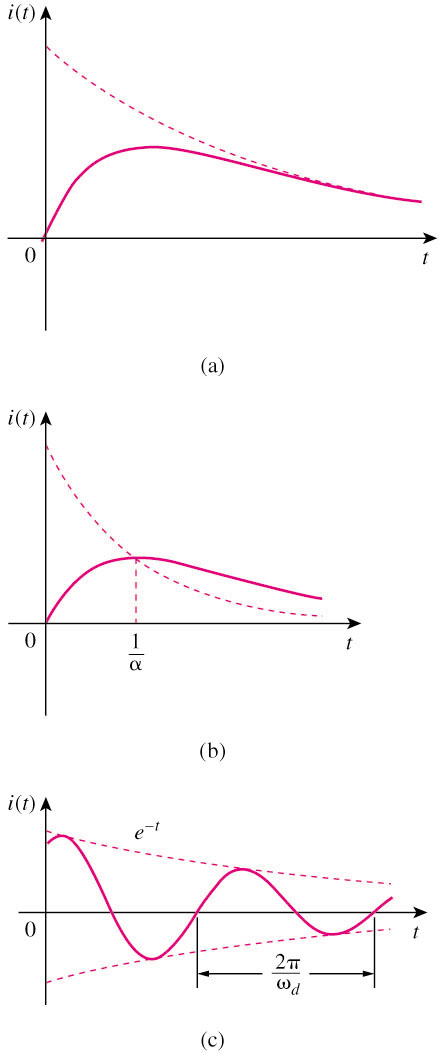 i(t)
0
t
(a)
i(t)
0
1/α
t
(b)
i(t)
e⁻ᵗ
0
t
2π/ω_d
(c)